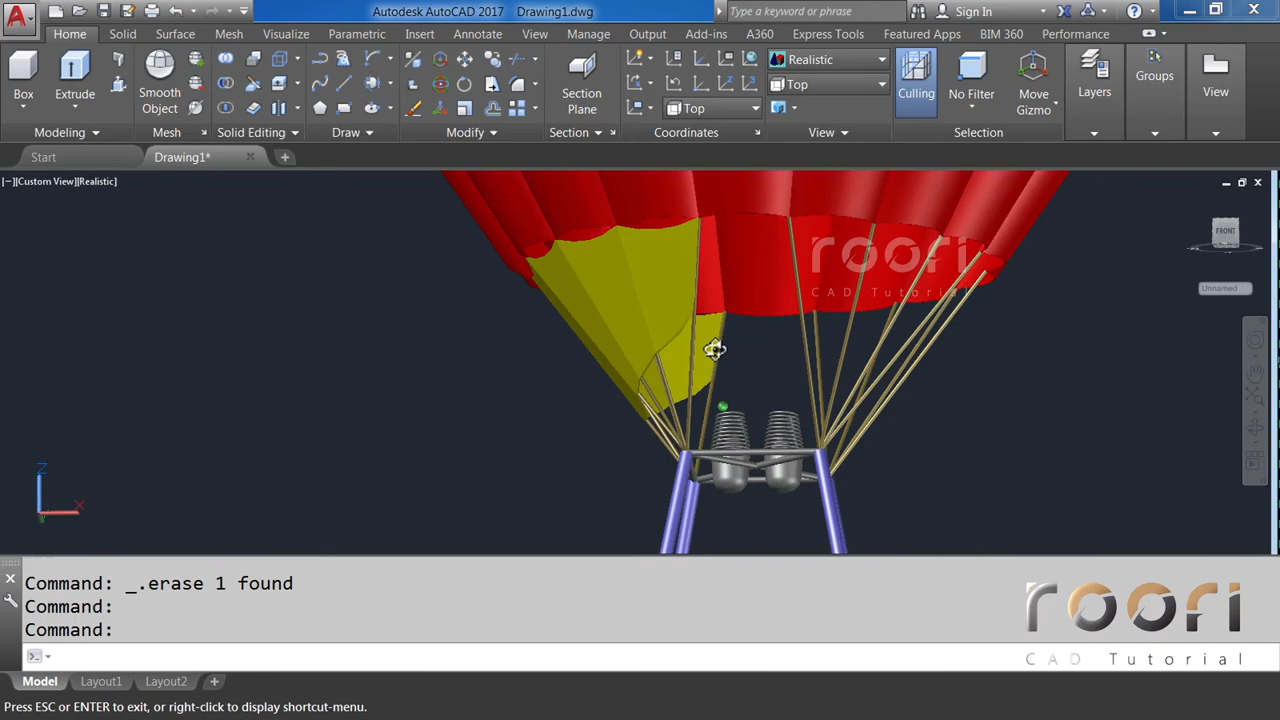 Autodesk AutoCAD 2017 Drawing1.dwg
Type a keyword or phrase
Sign In
Home Solid Surface Mesh Visualize Parametric Insert Annotate View Manage Output Add-ins A360 Express Tools Featured Apps BIM 360 Performance
Box
Extrude
Smooth
Object
Section
Plane
Realistic
Top
Top
Culling
No Filter
Move
Gizmo
Layers
Groups
View
Modeling Mesh Solid Editing Draw Modify Section Coordinates View Selection
Start
Drawing1*
[−][Custom View][Realistic]
FRONT
Unnamed
roori
CAD Tutorial
Z
X
Command: _.erase 1 found
Command:
Command:
roori
CAD Tutorial
Model Layout1 Layout2
Press ESC or ENTER to exit, or right-click to display shortcut-menu.